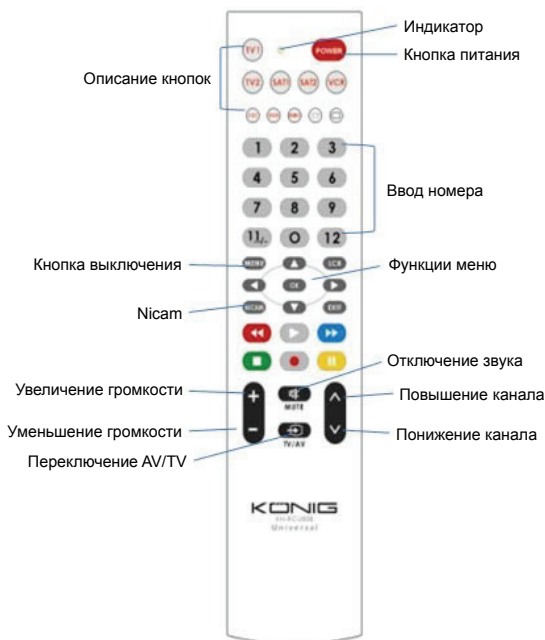 Индикатор
TV1
POWER
Кнопка питания
Описание кнопок
TV2 SAT1 SAT2 VCR
1 2 3
4 5 6
7 8 9
Ввод номера
11/- 0 12
Кнопка выключения
MENU
Функции меню
OK
Nicam
NICAM EXIT
Отключение звука
Увеличение громкости
+
MUTE
Повышение канала
Уменьшение громкости
-
Понижение канала
TV/AV
Переключение AV/TV
KÖNIG
Universal